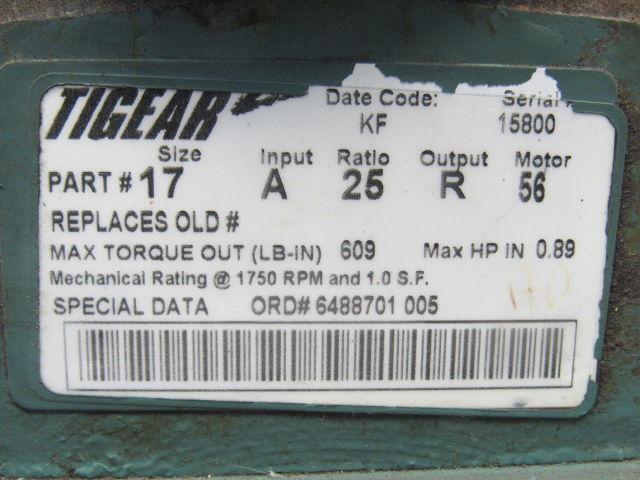 TIGEAR
Date Code: Serial
KF 15800
Size Input Ratio Output Motor
PART # 17 A 25 R 56
REPLACES OLD #
MAX TORQUE OUT (LB-IN) 609 Max HP IN 0.89
Mechanical Rating @ 1750 RPM and 1.0 S.F.
SPECIAL DATA ORD# 6488701 005